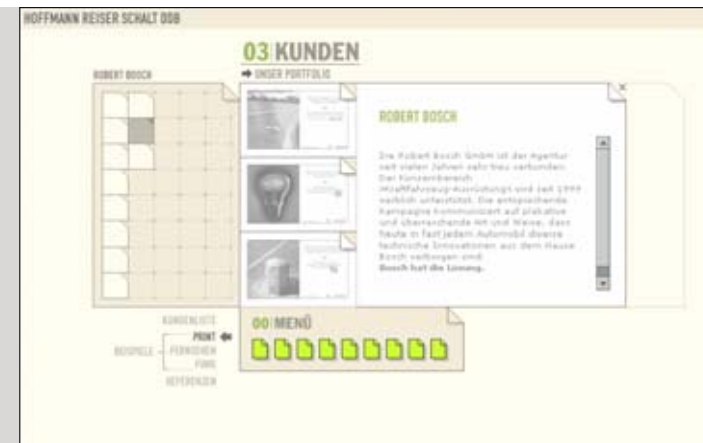 HOFFMANN REISER SCHALT DDB
03 KUNDEN
ROBERT BOSCH
UNSER PORTFOLIO
ROBERT BOSCH
Die Robert Bosch GmbH ist der Agentur
seit vielen Jahren sehr treu verbunden.
Der Konzernbereich
"Kraftfahrzeug-Ausrüstung" wird seit 1999
werblich unterstützt. Die entsprechende
Kampagne kommuniziert auf plakative
und überraschende Art und Weise, dass
heute in fast jedem Automobil diverse
technische Innovationen aus dem Hause
Bosch verborgen sind:
Bosch hat die Lösung.
00 MENÜ
KUNDENLISTE
PRINT
BEISPIELE
FERNSEHEN
FUNK
REFERENZEN